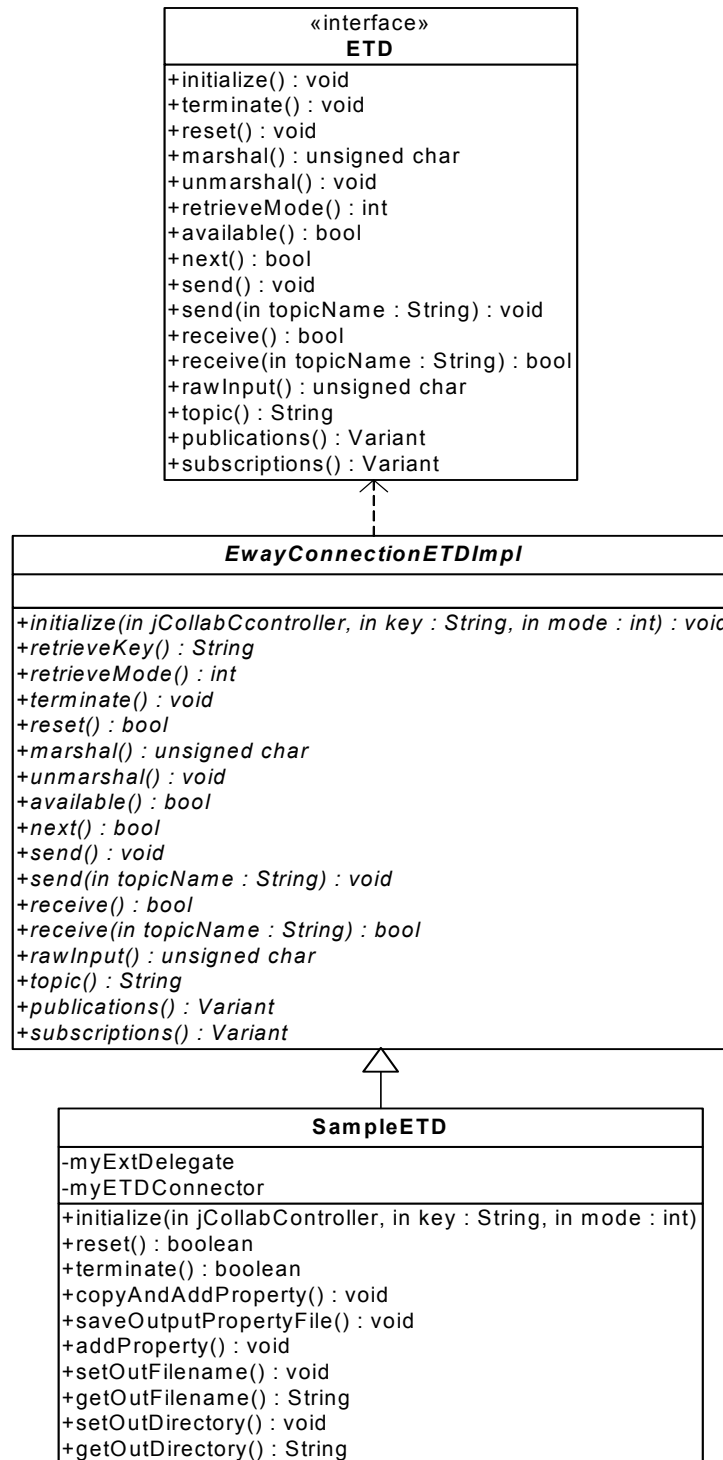 «interface»
ETD
+initialize() : void
+terminate() : void
+reset() : void
+marshal() : unsigned char
+unmarshal() : void
+retrieveMode() : int
+available() : bool
+next() : bool
+send() : void
+send(in topicName : String) : void
+receive() : bool
+receive(in topicName : String) : bool
+rawInput() : unsigned char
+topic() : String
+publications() : Variant
+subscriptions() : Variant
EwayConnectionETDImpl
+initialize(in jCollabCcontroller, in key : String, in mode : int) : void
+retrieveKey() : String
+retrieveMode() : int
+terminate() : void
+reset() : bool
+marshal() : unsigned char
+unmarshal() : void
+available() : bool
+next() : bool
+send() : void
+send(in topicName : String) : void
+receive() : bool
+receive(in topicName : String) : bool
+rawInput() : unsigned char
+topic() : String
+publications() : Variant
+subscriptions() : Variant
SampleETD
-myExtDelegate
-myETDConnector
+initialize(in jCollabController, in key : String, in mode : int)
+reset() : boolean
+terminate() : boolean
+copyAndAddProperty() : void
+saveOutputPropertyFile() : void
+addProperty() : void
+setOutFilename() : void
+getOutFilename() : String
+setOutDirectory() : void
+getOutDirectory() : String